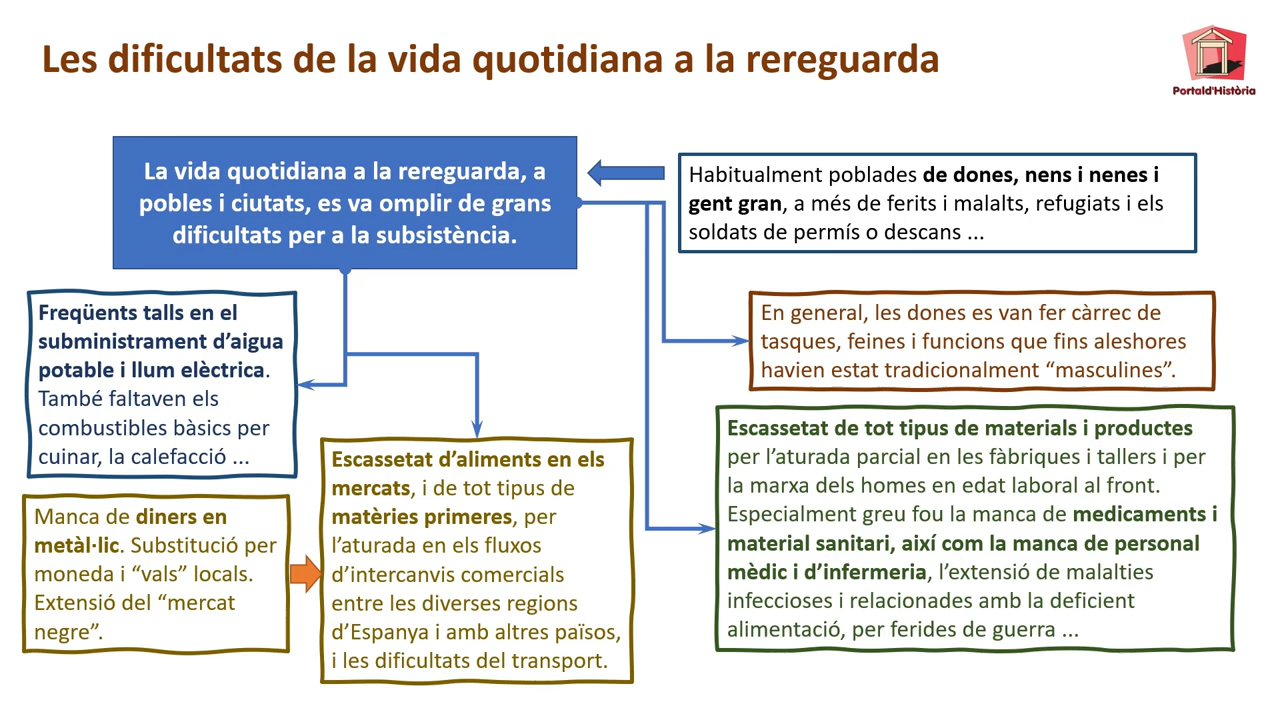 Les dificultats de la vida quotidiana a la rereguarda
Portald'Història
La vida quotidiana a la rereguarda, a
pobles i ciutats, es va omplir de grans
dificultats per a la subsistència.
Habitualment poblades de dones, nens i nenes i
gent gran, a més de ferits i malalts, refugiats i els
soldats de permís o descans ...
Freqüents talls en el
subministrament d’aigua
potable i llum elèctrica.
També faltaven els
combustibles bàsics per
cuinar, la calefacció ...
En general, les dones es van fer càrrec de
tasques, feines i funcions que fins aleshores
havien estat tradicionalment “masculines”.
Manca de diners en
metàl·lic. Substitució per
moneda i “vals” locals.
Extensió del “mercat
negre”.
Escassetat d’aliments en els
mercats, i de tot tipus de
matèries primeres, per
l’aturada en els fluxos
d’intercanvis comercials
entre les diverses regions
d’Espanya i amb altres països,
i les dificultats del transport.
Escassetat de tot tipus de materials i productes
per l’aturada parcial en les fàbriques i tallers i per
la marxa dels homes en edat laboral al front.
Especialment greu fou la manca de medicaments i
material sanitari, així com la manca de personal
mèdic i d’infermeria, l’extensió de malalties
infeccioses i relacionades amb la deficient
alimentació, per ferides de guerra ...